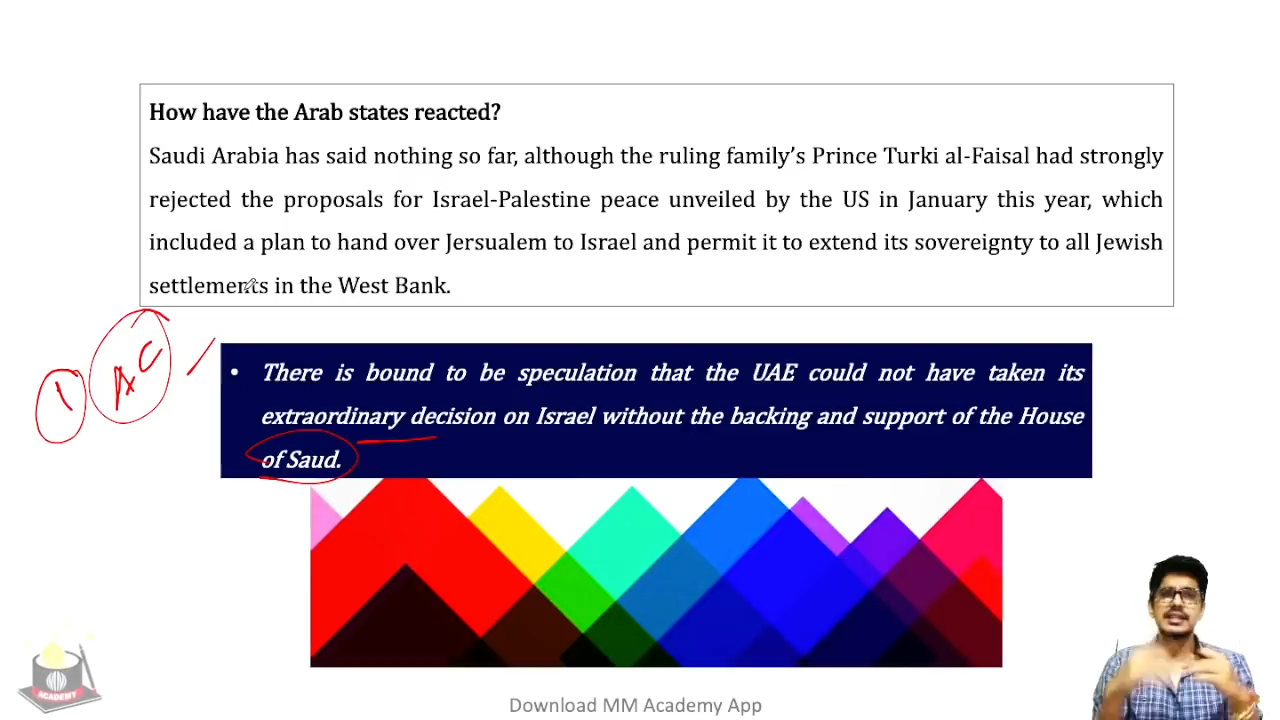 How have the Arab states reacted?
Saudi Arabia has said nothing so far, although the ruling family's Prince Turki al-Faisal had strongly
rejected the proposals for Israel-Palestine peace unveiled by the US in January this year, which
included a plan to hand over Jersualem to Israel and permit it to extend its sovereignty to all Jewish
settlements in the West Bank.
1 AC
• There is bound to be speculation that the UAE could not have taken its
extraordinary decision on Israel without the backing and support of the House
of Saud.
ACADEMY
Download MM Academy App